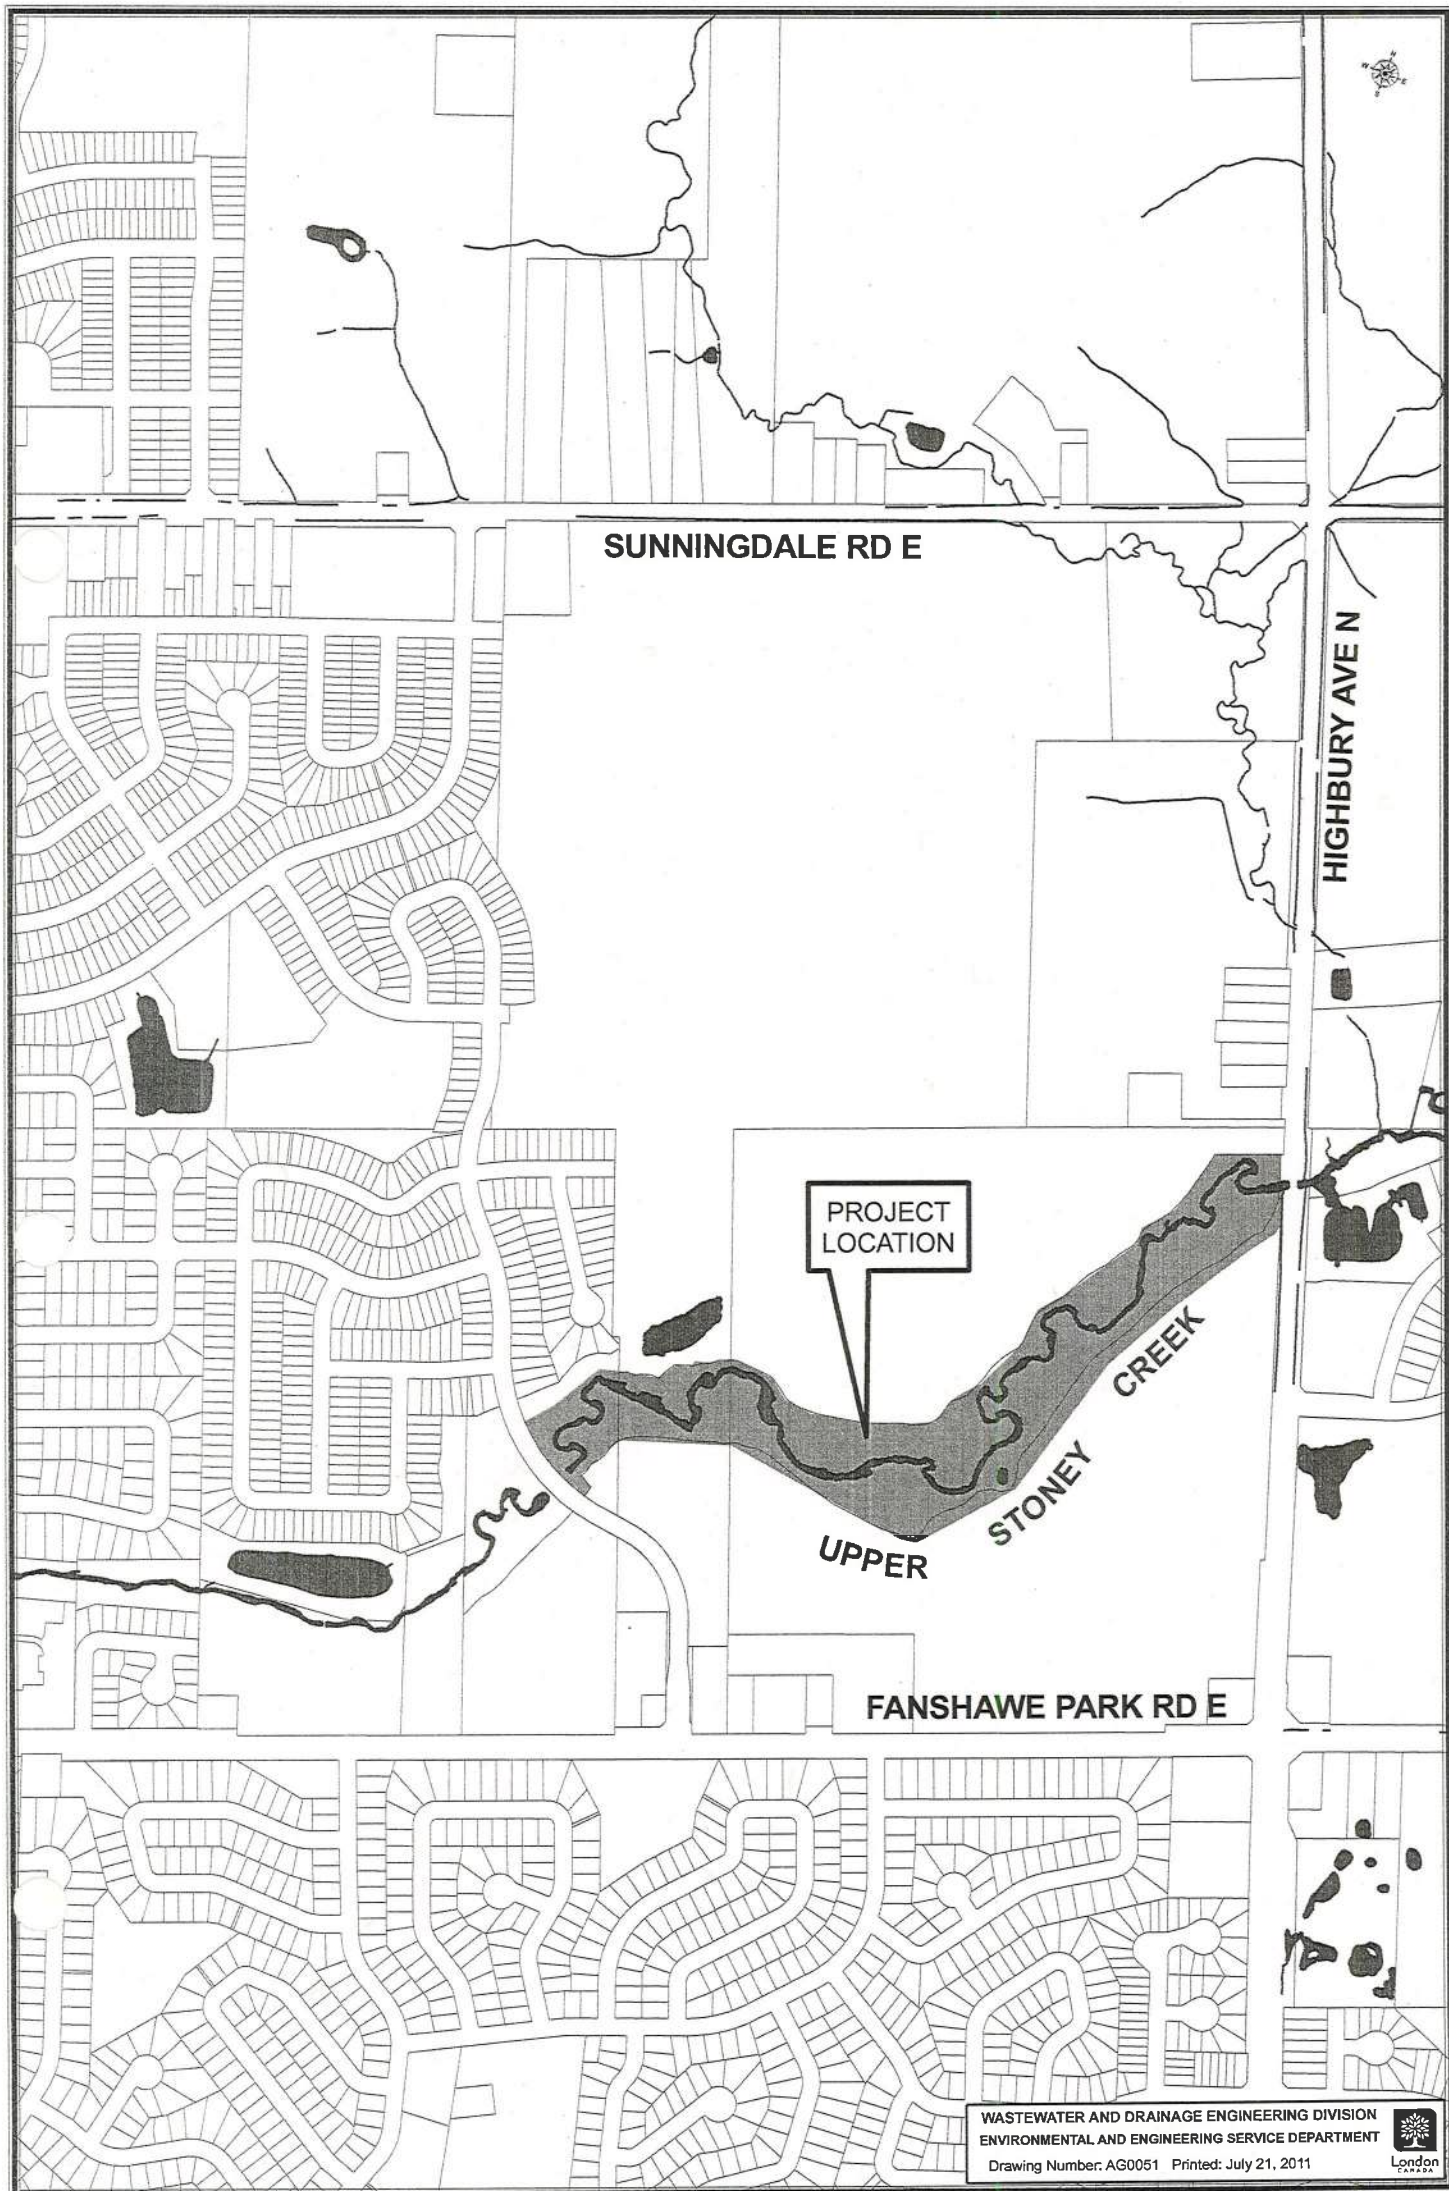 N
W
E
S
SUNNINGDALE RD E
HIGHBURY AVE N
PROJECT
LOCATION
UPPER STONEY CREEK
FANSHAWE PARK RD E
WASTEWATER AND DRAINAGE ENGINEERING DIVISION
ENVIRONMENTAL AND ENGINEERING SERVICE DEPARTMENT
Drawing Number: AG0051 Printed: July 21, 2011
London
CANADA